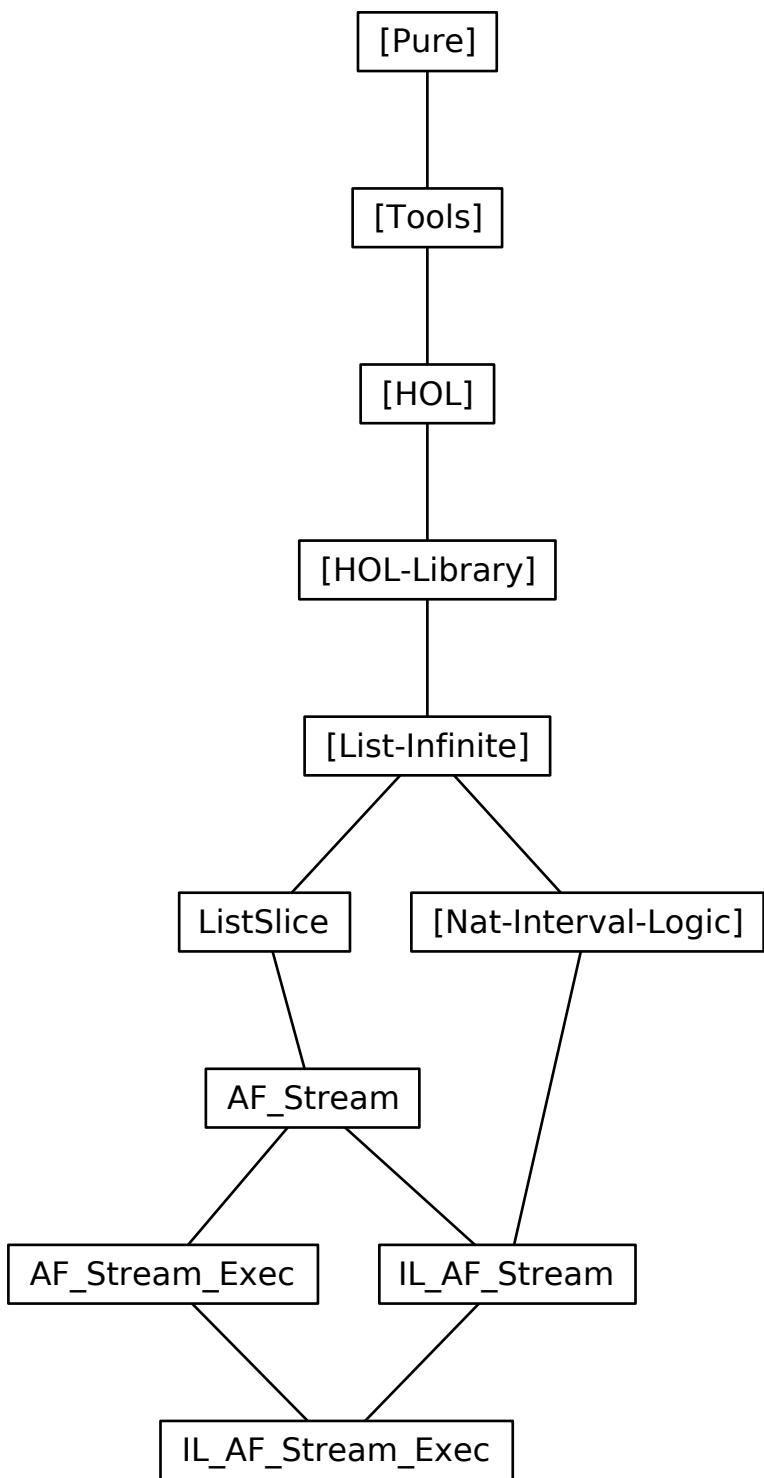 [Pure]
[Tools]
[HOL]
[HOL-Library]
[List-Infinite]
ListSlice
[Nat-Interval-Logic]
AF_Stream
AF_Stream_Exec
IL_AF_Stream
IL_AF_Stream_Exec